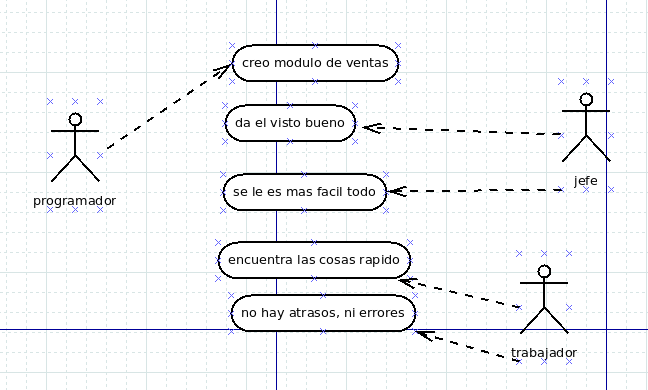 creo modulo de ventas
da el visto bueno
jefe
se le es mas facil todo
programador
encuentra las cosas rapido
no hay atrasos, ni errores
trabajador